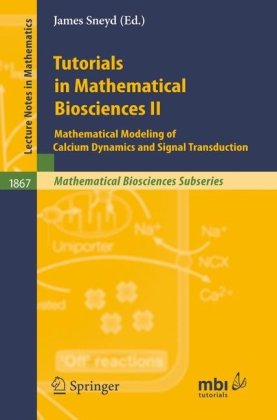 James Sneyd (Ed.)
Lecture Notes in Mathematics
Tutorials
in Mathematical
Biosciences II
Mathematical Modeling of
Calcium Dynamics and Signal Transduction
1867
Mathematical Biosciences Subseries
Uniporter
Na⁺
NCX
Ca²⁺
'Off' reactions
Springer
mbi
tutorials